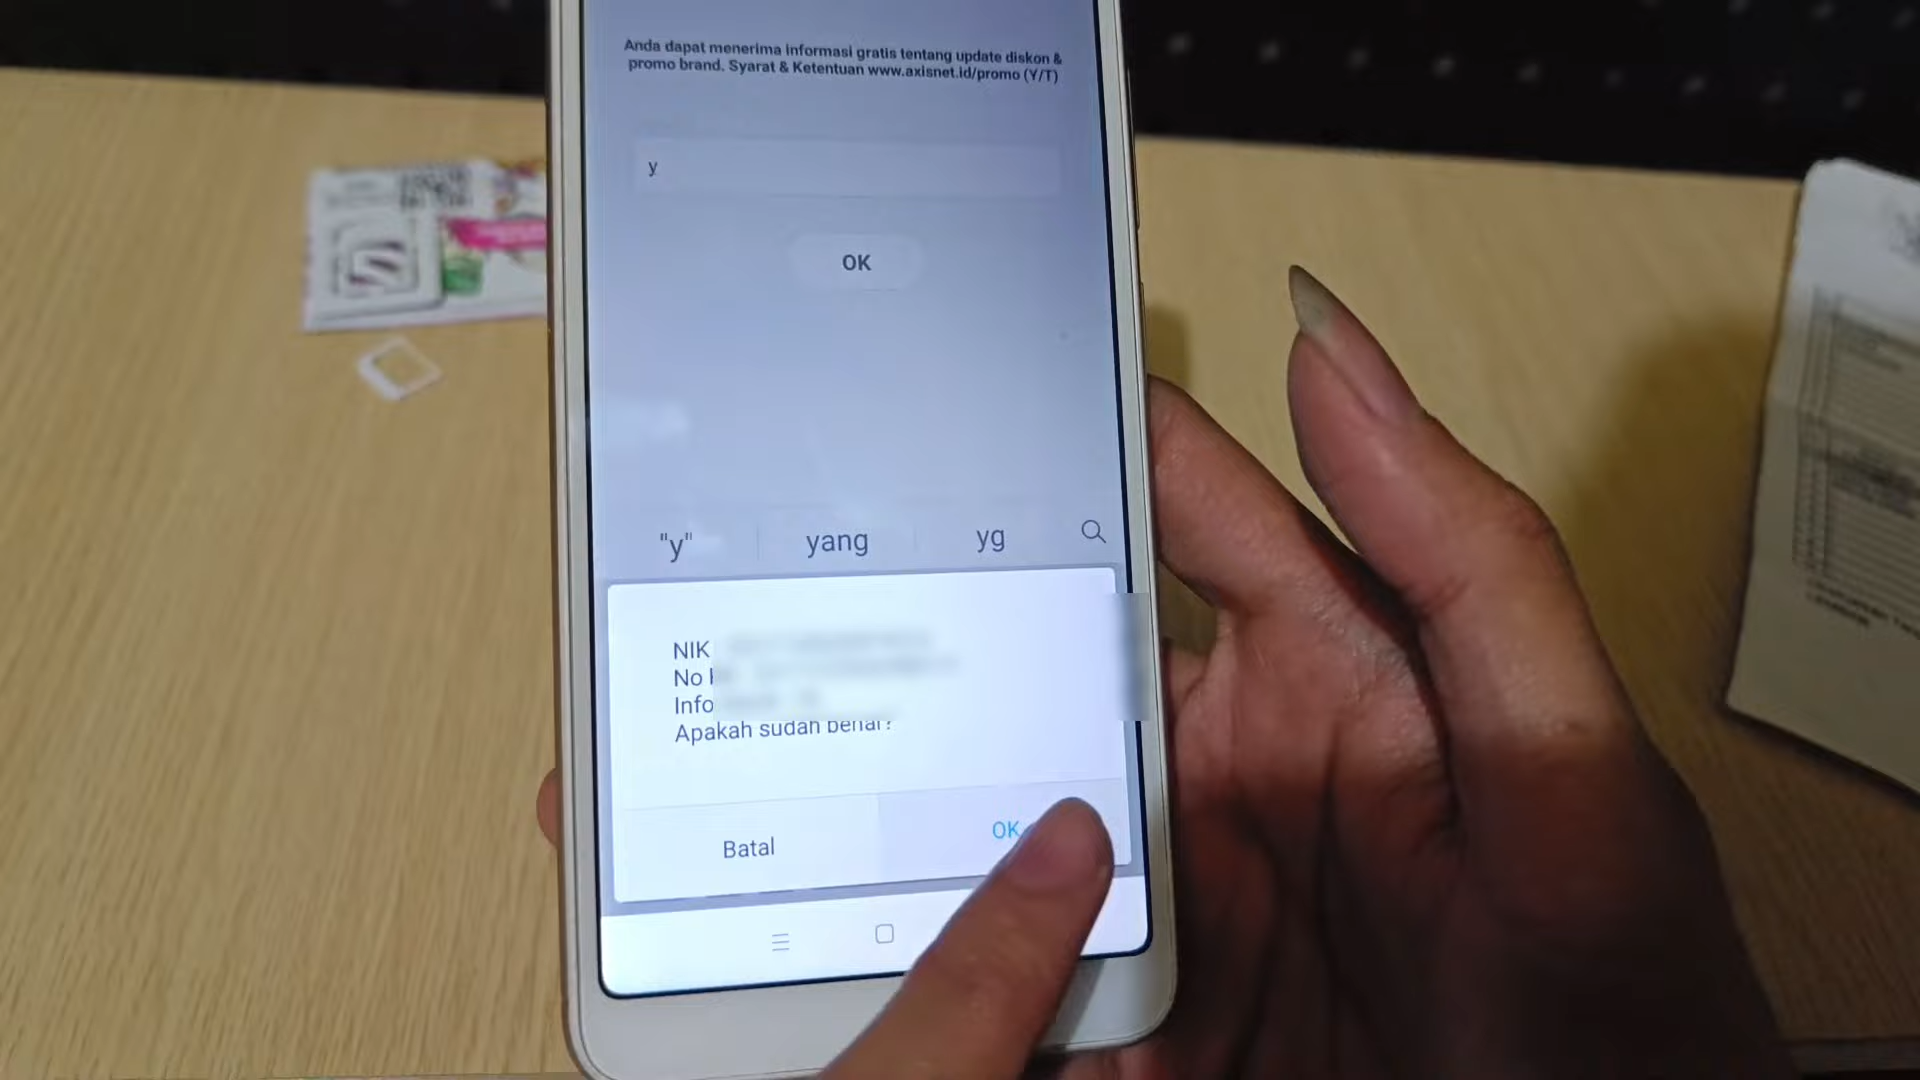 Anda dapat menerima informasi gratis tentang update diskon &
promo brand. Syarat & Ketentuan www.axisnet.id/promo (Y/T)
y
OK
"y" yang yg
NIK
No
Info
Apakah sudah benar?
Batal OK